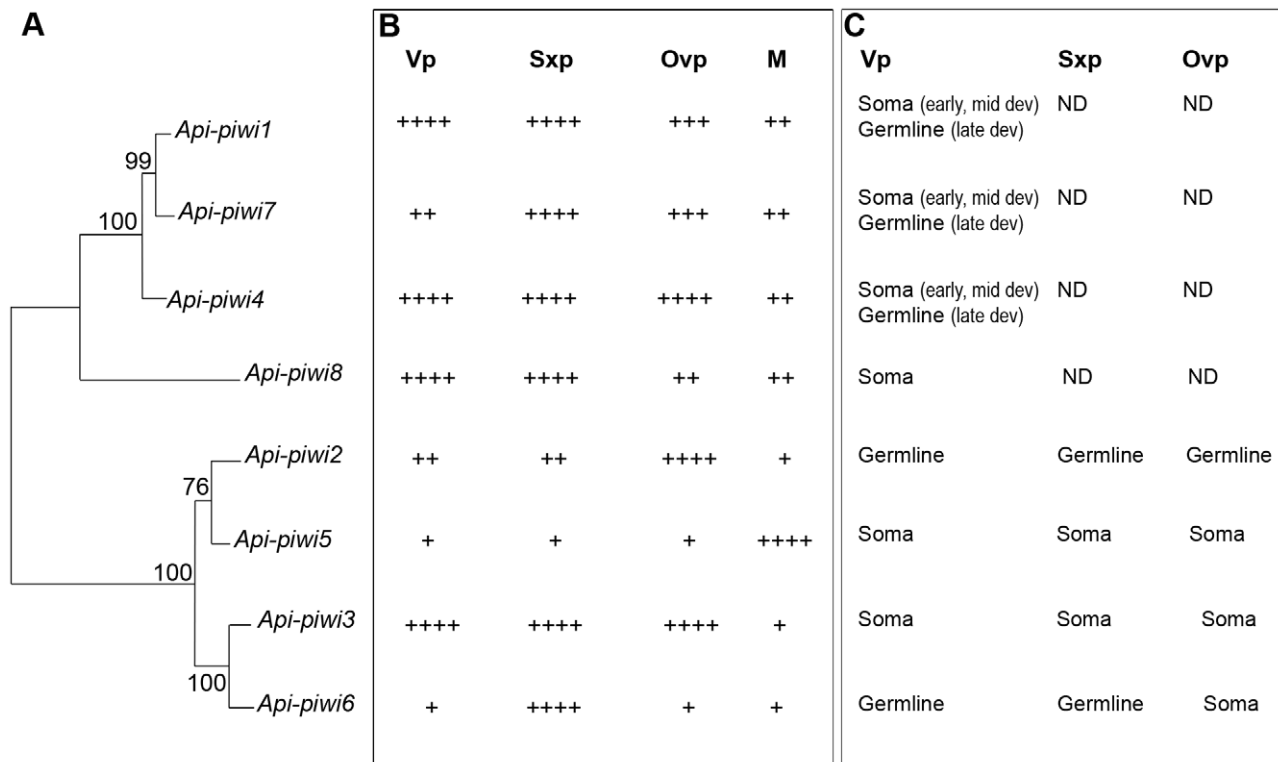 A
B
C
Vp Sxp Ovp M
Vp Sxp Ovp
Api-piwi1 ++++ ++++ +++ ++ Soma (early, mid dev) ND ND
Germline (late dev)
99
Api-piwi7 ++ ++++ +++ ++ Soma (early, mid dev) ND ND
Germline (late dev)
100
Api-piwi4 ++++ ++++ ++++ ++ Soma (early, mid dev) ND ND
Germline (late dev)
Api-piwi8 ++++ ++++ ++ ++ Soma ND ND
Api-piwi2 ++ ++ ++++ + Germline Germline Germline
76
Api-piwi5 + + + ++++ Soma Soma Soma
100
Api-piwi3 ++++ ++++ ++++ + Soma Soma Soma
100
Api-piwi6 + ++++ + + Germline Germline Soma